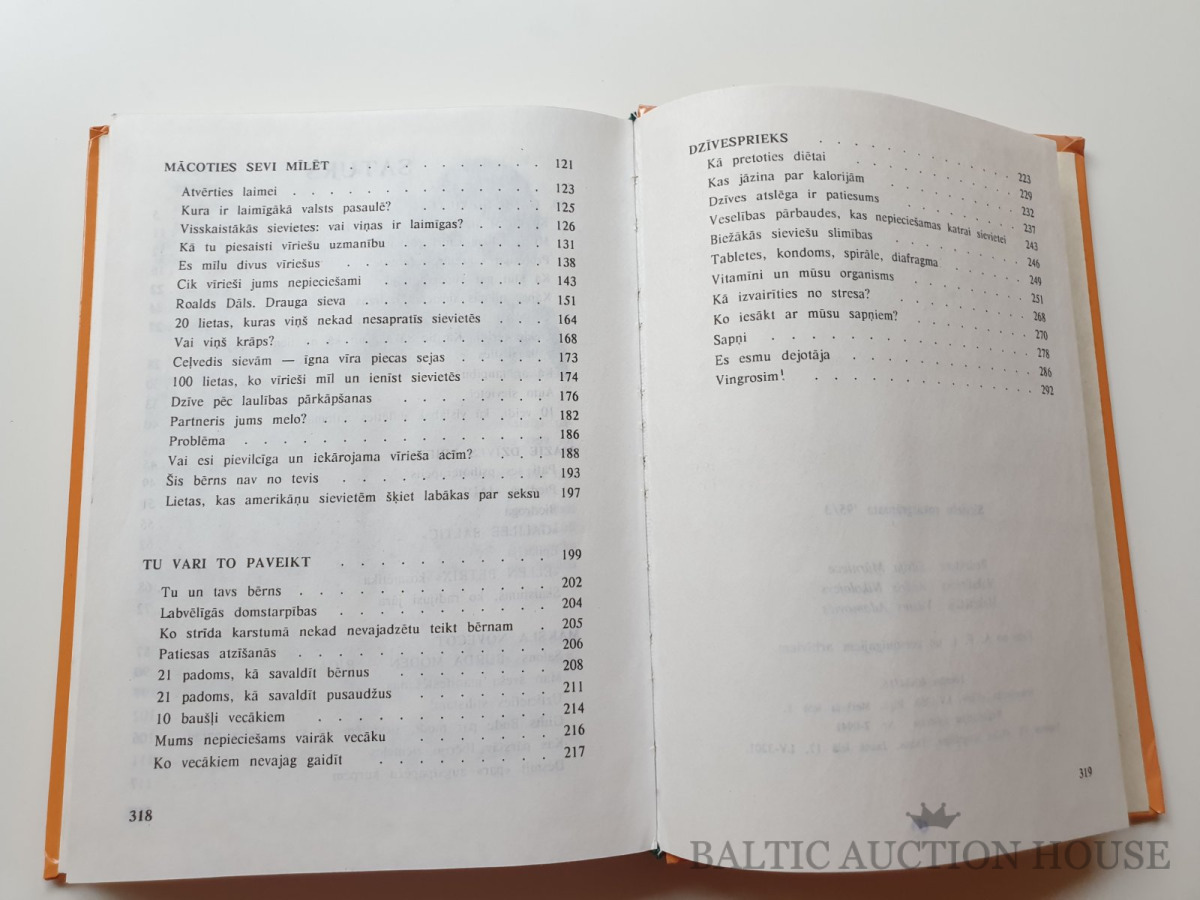 MĀCOTIES SEVI MĪLĒT . . . . . . . . 121
Atvērties laimei . . . . . . . . . . . . 123
Kura ir laimīgākā valsts pasaulē? . . . . . . . 125
Visskaistākās sievietes: vai viņas ir laimīgas? . . . 126
Kā tu piesaisti vīriešu uzmanību . . . . . . . 131
Es mīlu divus vīriešus . . . . . . . . . . 138
Cik vīrieši jums nepieciešami . . . . . . . . 143
Roalds Dāls. Drauga sieva . . . . . . . . . 151
20 lietas, kuras viņš nekad nesapratīs sievietēs . . . 164
Vai viņš krāps? . . . . . . . . . . . . 168
Ceļvedis sievām — īgna vīra piecas sejas . . . . . 173
100 lietas, ko vīrieši mīl un ienīst sievietēs . . . . 174
Dzīve pēc laulības pārkāpšanas . . . . . . . . 176
Partneris jums melo? . . . . . . . . . . . 182
Problēma . . . . . . . . . . . . . . 186
Vai esi pievilcīga un iekārojama vīrieša acīm? . . . 188
Šis bērns nav no tevis . . . . . . . . . . 193
Lietas, kas amerikāņu sievietēm šķiet labākas par seksu 197
TU VARI TO PAVEIKT . . . . . . . . . . 199
Tu un tavs bērns . . . . . . . . . . . . 202
Labvēlīgās domstarpības . . . . . . . . . . 204
Ko strīda karstumā nekad nevajadzētu teikt bērnam . 205
Patiesas atzīšanās . . . . . . . . . . . . 206
21 padoms, kā savaldīt bērnus . . . . . . . . 208
21 padoms, kā savaldīt pusaudžus . . . . . . . 211
10 baušļi vecākiem . . . . . . . . . . . 214
Mums nepieciešams vairāk vecāku . . . . . . . 216
Ko vecākiem nevajag gaidīt . . . . . . . . 217
318
DZĪVESPRIEKS . . . . . . . . . . 223
Kā pretoties diētai . . . . . . . . . 229
Kas jāzina par kalorijām . . . . . . . 232
Dzīves atslēga ir patiesums . . . . . . . 237
Veselības pārbaudes, kas nepieciešamas katrai sievietei 243
Biežākās sieviešu slimības . . . . . . . 246
Tabletes, kondoms, spirāle, diafragma . . . . 249
Vitamīni un mūsu organisms . . . . . . . 251
Kā izvairīties no stresa? . . . . . . . . 268
Ko iesākt ar mūsu sapņiem? . . . . . . . 270
Sapņi . . . . . . . . . . . . . 278
Es esmu dejotāja . . . . . . . . . . 286
Vingrosim! . . . . . . . . . . . . 292
319
BALTIC AUCTION HOUSE